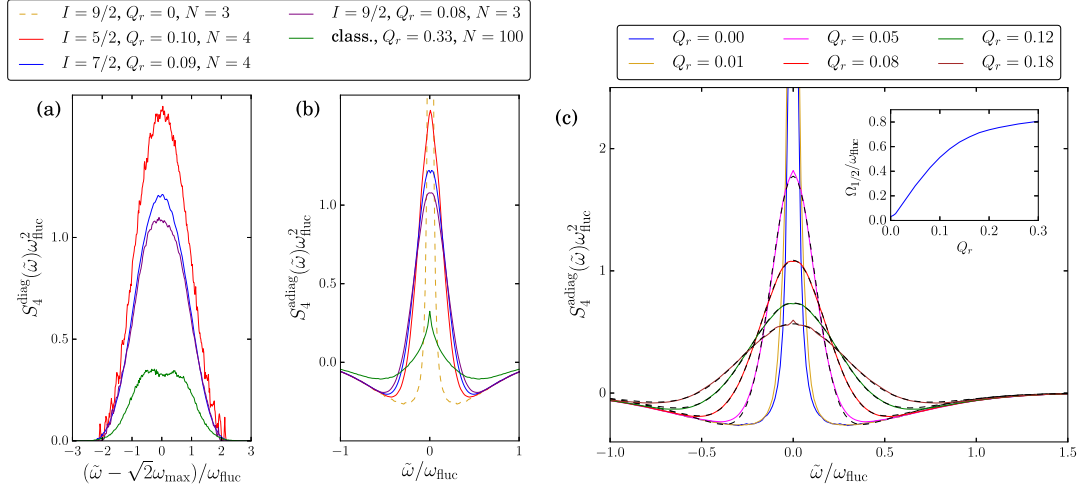 I = 9/2, Q_r = 0, N = 3
I = 5/2, Q_r = 0.10, N = 4
I = 7/2, Q_r = 0.09, N = 4
I = 9/2, Q_r = 0.08, N = 3
class., Q_r = 0.33, N = 100
(a)
S_4^diag(ω̃)ω_fluc^2
1.0
0.5
0.0
−3 −2 −1 0 1 2 3
(ω̃ − √2ω_max)/ω_fluc
(b)
S_4^adiag(ω̃)ω_fluc^2
0.0
−1 0 1
ω̃/ω_fluc
Q_r = 0.00
Q_r = 0.01
Q_r = 0.05
Q_r = 0.08
Q_r = 0.12
Q_r = 0.18
(c)
S_4^adiag(ω̃)ω_fluc^2
2
1
0
−1.0 −0.5 0.0 0.5 1.0 1.5
ω̃/ω_fluc
Ω_1/2/ω_fluc
0.8
0.6
0.4
0.2
0.0
0.0 0.1 0.2 0.3
Q_r